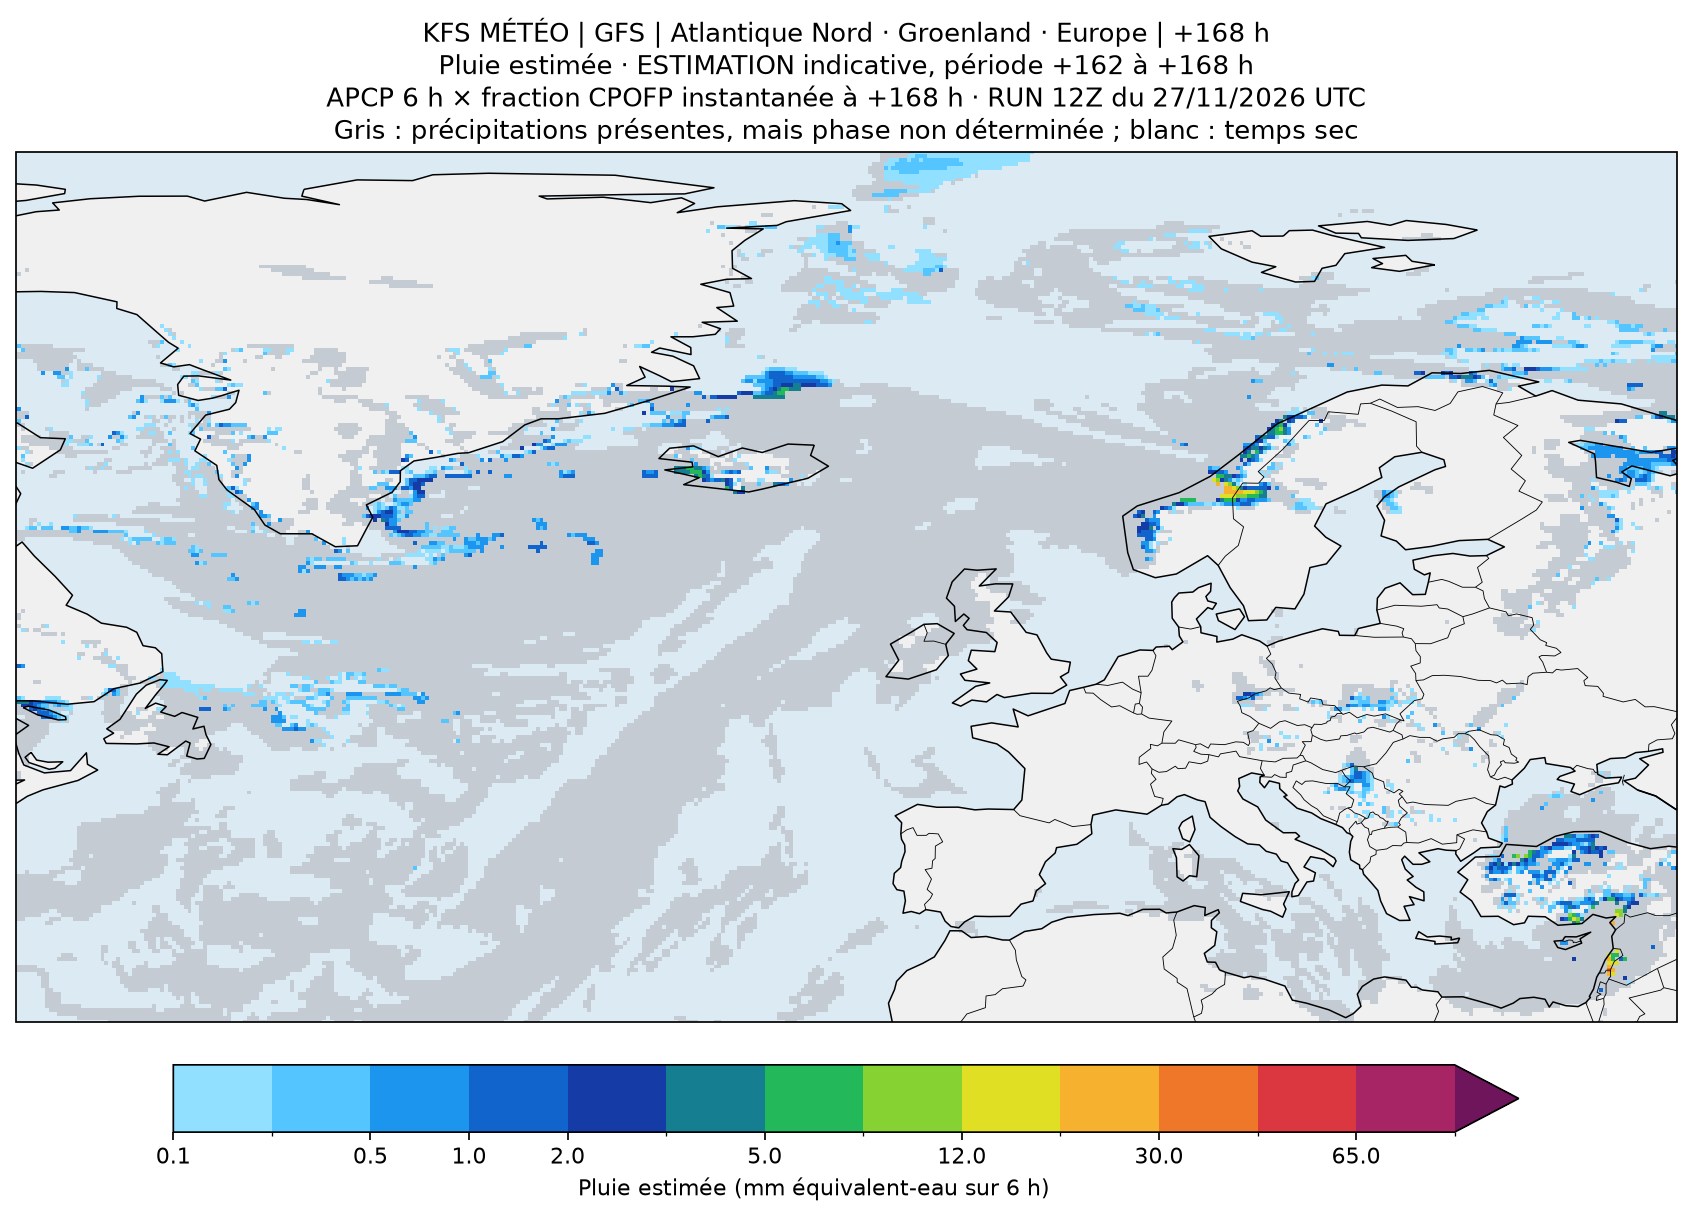 KFS MÉTÉO | GFS | Atlantique Nord · Groenland · Europe | +168 h
Pluie estimée · ESTIMATION indicative, période +162 à +168 h
APCP 6 h × fraction CPOFP instantanée à +168 h · RUN 12Z du 27/11/2026 UTC
Gris : précipitations présentes, mais phase non déterminée ; blanc : temps sec
0.1 0.5 1.0 2.0 5.0 12.0 30.0 65.0
Pluie estimée (mm équivalent-eau sur 6 h)